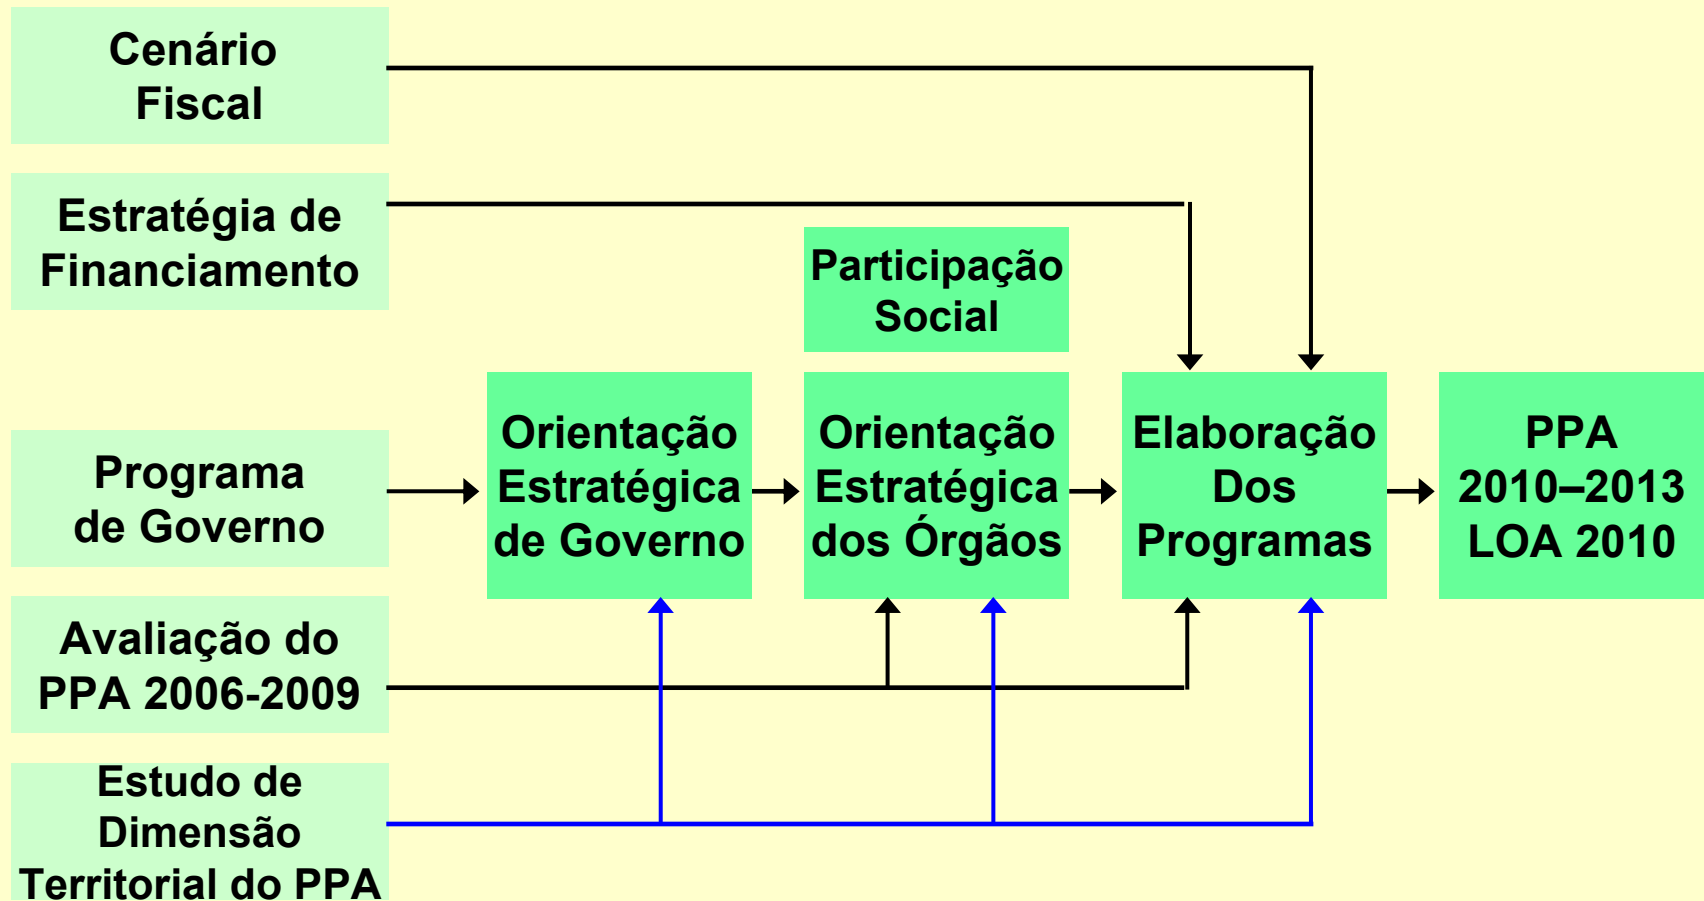 Cenário
Fiscal
Estratégia de
Financiamento
Participação
Social
Programa
de Governo
Orientação
Estratégica
de Governo
Orientação
Estratégica
dos Órgãos
Elaboração
Dos
Programas
PPA
2010–2013
LOA 2010
Avaliação do
PPA 2006-2009
Estudo de
Dimensão
Territorial do PPA